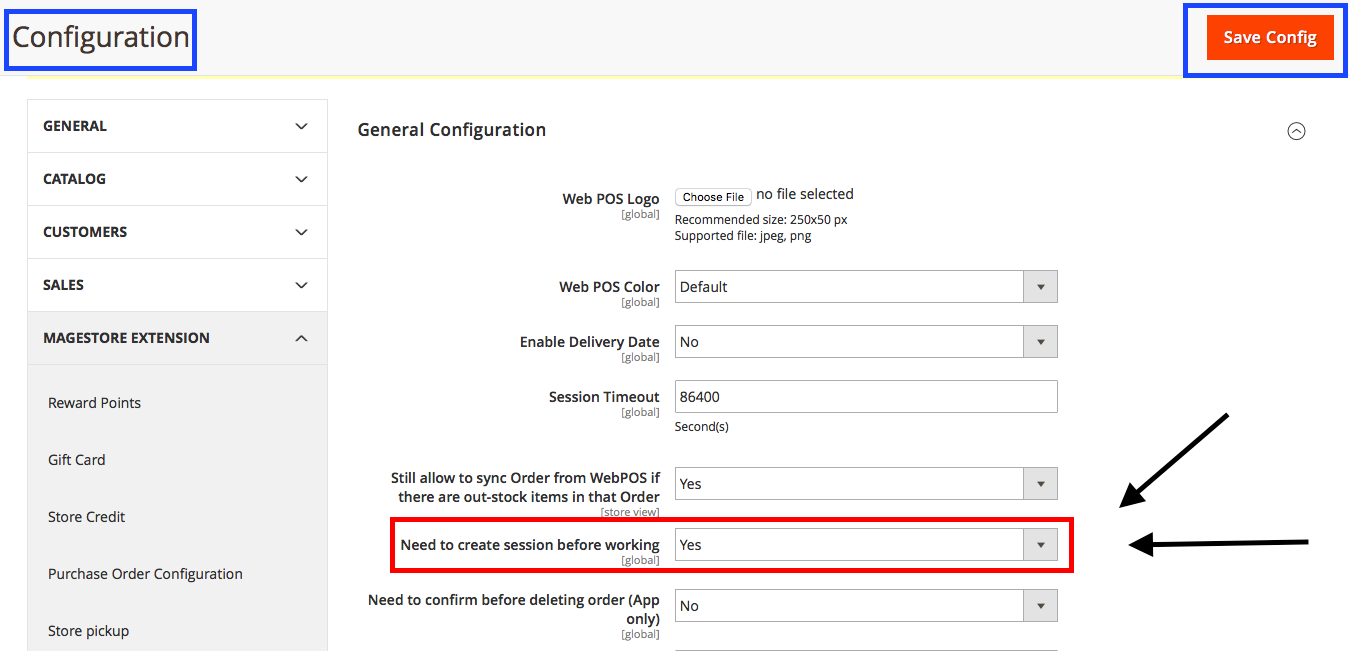 Configuration
Save Config
GENERAL
CATALOG
CUSTOMERS
SALES
MAGESTORE EXTENSION
Reward Points
Gift Card
Store Credit
Purchase Order Configuration
Store pickup
General Configuration
Web POS Logo
[global]
Choose File no file selected
Recommended size: 250x50 px
Supported file: jpeg, png
Web POS Color
[global]
Default
Enable Delivery Date
[global]
No
Session Timeout
[global]
86400
Second(s)
Still allow to sync Order from WebPOS if
there are out-stock items in that Order
[store view]
Yes
Need to create session before working
[global]
Yes
Need to confirm before deleting order (App
only)
[global]
No